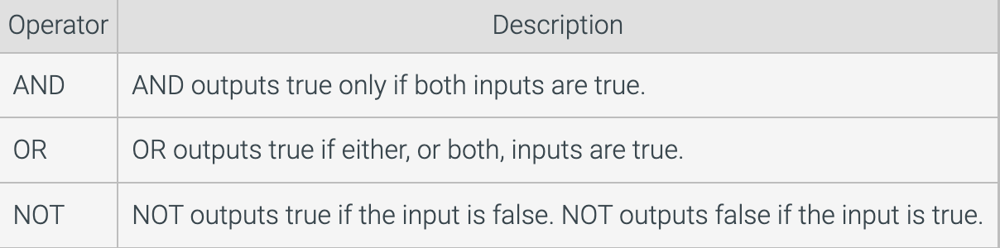 Operator Description
AND AND outputs true only if both inputs are true.
OR OR outputs true if either, or both, inputs are true.
NOT NOT outputs true if the input is false. NOT outputs false if the input is true.